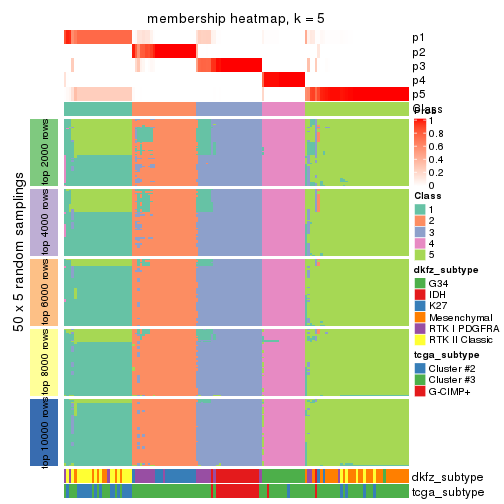 membership heatmap, k = 5
p1
p2
p3
p4
p5
Class
Prob
1
0.8
0.6
0.4
0.2
0
Class
1
2
3
4
5
dkfz_subtype
G34
IDH
K27
Mesenchymal
RTK I PDGFRA
RTK II Classic
tcga_subtype
Cluster #2
Cluster #3
G-CIMP+
50 x 5 random samplings
top 2000 rows
top 4000 rows
top 6000 rows
top 8000 rows
top 10000 rows
dkfz_subtype
tcga_subtype